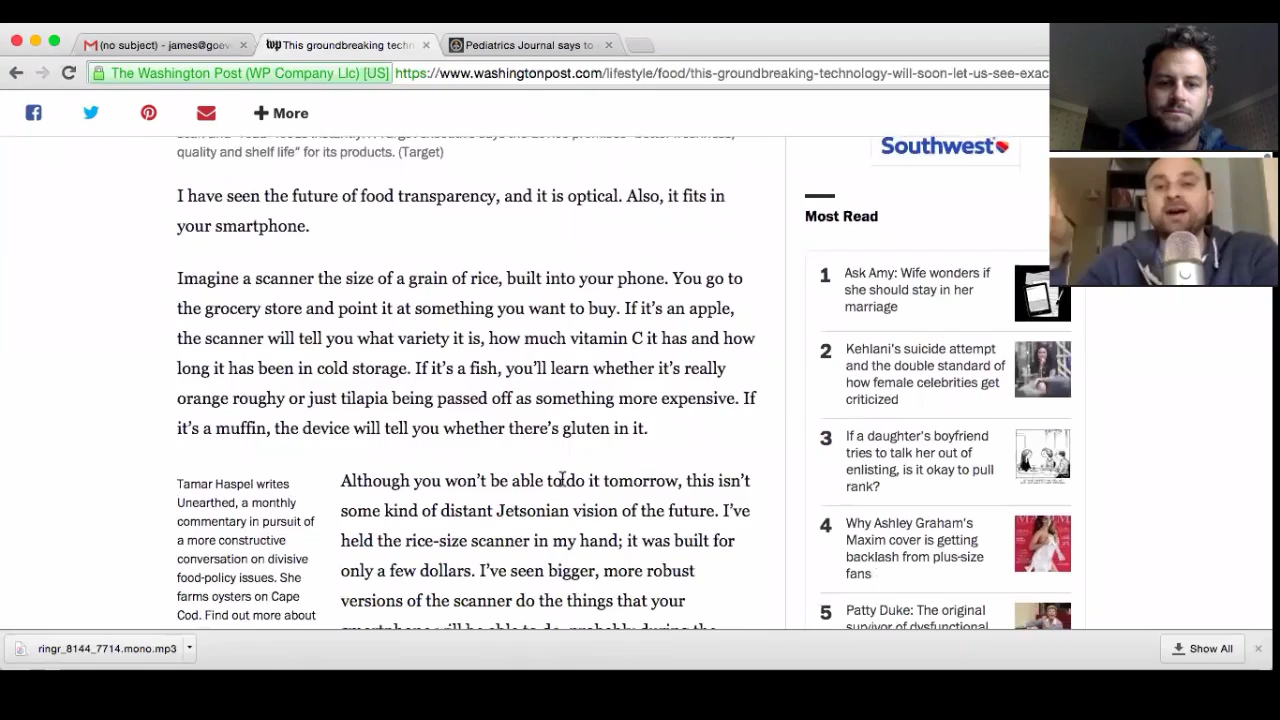 (no subject) - james@goev
This groundbreaking techn
Pediatrics Journal says to
The Washington Post (WP Company Llc) [US]
https://www.washingtonpost.com/lifestyle/food/this-groundbreaking-technology-will-soon-let-us-see-exac
More
quality and shelf life” for its products. (Target)
I have seen the future of food transparency, and it is optical. Also, it fits in
your smartphone.
Imagine a scanner the size of a grain of rice, built into your phone. You go to
the grocery store and point it at something you want to buy. If it’s an apple,
the scanner will tell you what variety it is, how much vitamin C it has and how
long it has been in cold storage. If it’s a fish, you’ll learn whether it’s really
orange roughy or just tilapia being passed off as something more expensive. If
it’s a muffin, the device will tell you whether there’s gluten in it.
Tamar Haspel writes
Unearthed, a monthly
commentary in pursuit of
a more constructive
conversation on divisive
food-policy issues. She
farms oysters on Cape
Cod. Find out more about
Although you won’t be able to do it tomorrow, this isn’t
some kind of distant Jetsonian vision of the future. I’ve
held the rice-size scanner in my hand; it was built for
only a few dollars. I’ve seen bigger, more robust
versions of the scanner do the things that your
Southwest
Most Read
1
Ask Amy: Wife wonders if
she should stay in her
marriage
2
Kehlani’s suicide attempt
and the double standard of
how female celebrities get
criticized
3
If a daughter’s boyfriend
tries to talk her out of
enlisting, is it okay to pull
rank?
4
Why Ashley Graham’s
Maxim cover is getting
backlash from plus-size
fans
5
Patty Duke: The original
survivor of dysfunctional
ringr_8144_7714.mono.mp3
Show All